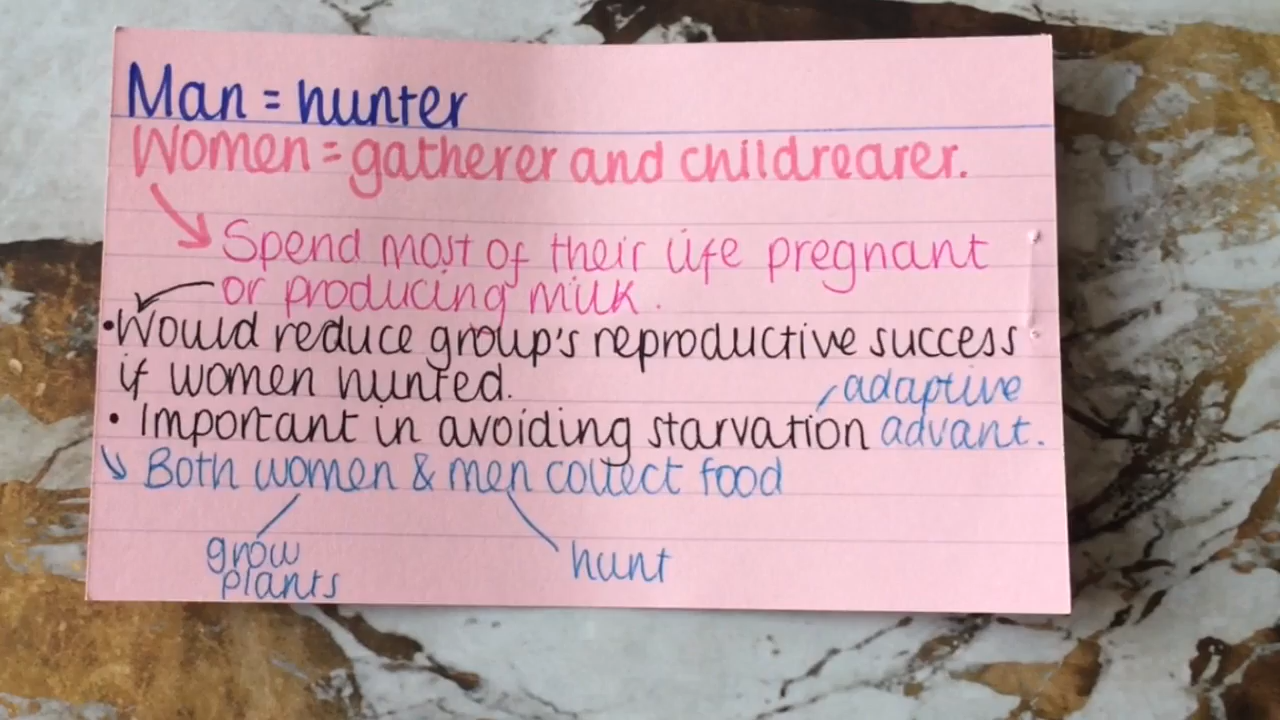 Man = hunter
Women = gatherer and childrearer.
Spend most of their life pregnant
or producing milk.
•Would reduce group's reproductive success
if women hunted.
adaptive
• Important in avoiding starvation advant.
Both women & men collect food
grow
plants
hunt